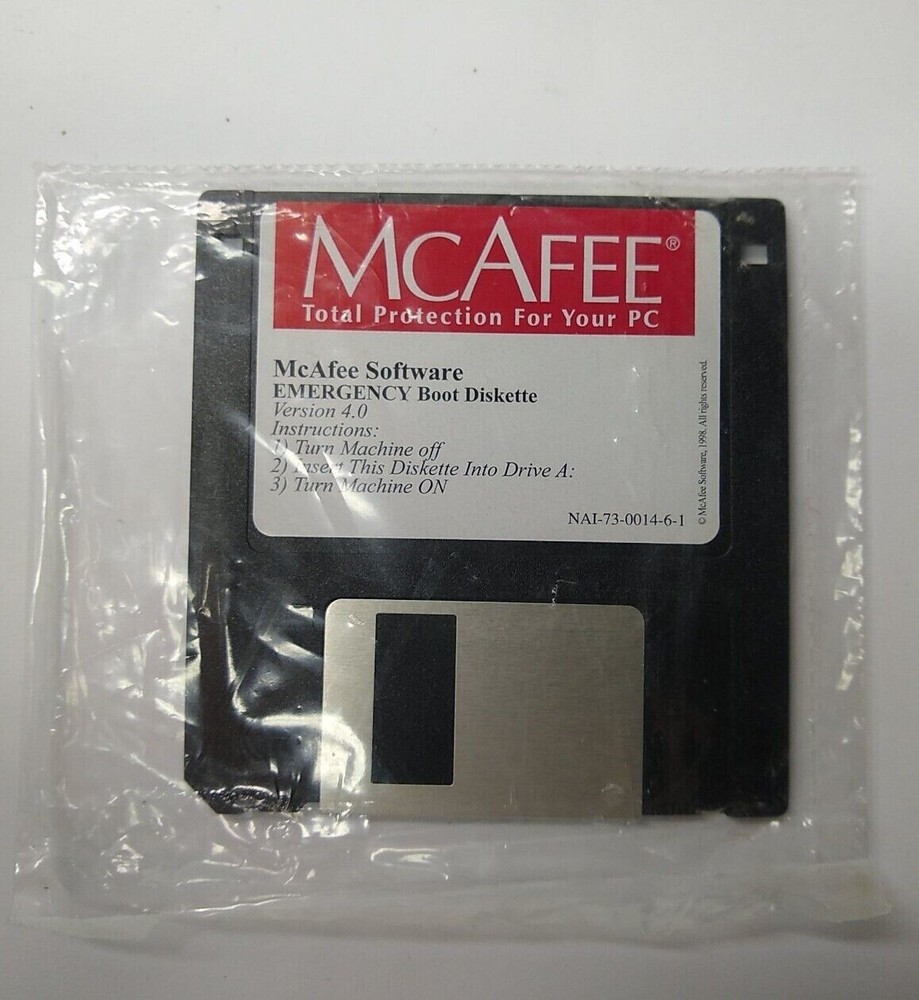 McAfee®
Total Protection For Your PC
McAfee Software
EMERGENCY Boot Diskette
Version 4.0
Instructions:
1) Turn Machine off
2) Insert This Diskette Into Drive A:
3) Turn Machine ON
NAI-73-0014-6-1
© McAfee Software, 1998. All rights reserved.